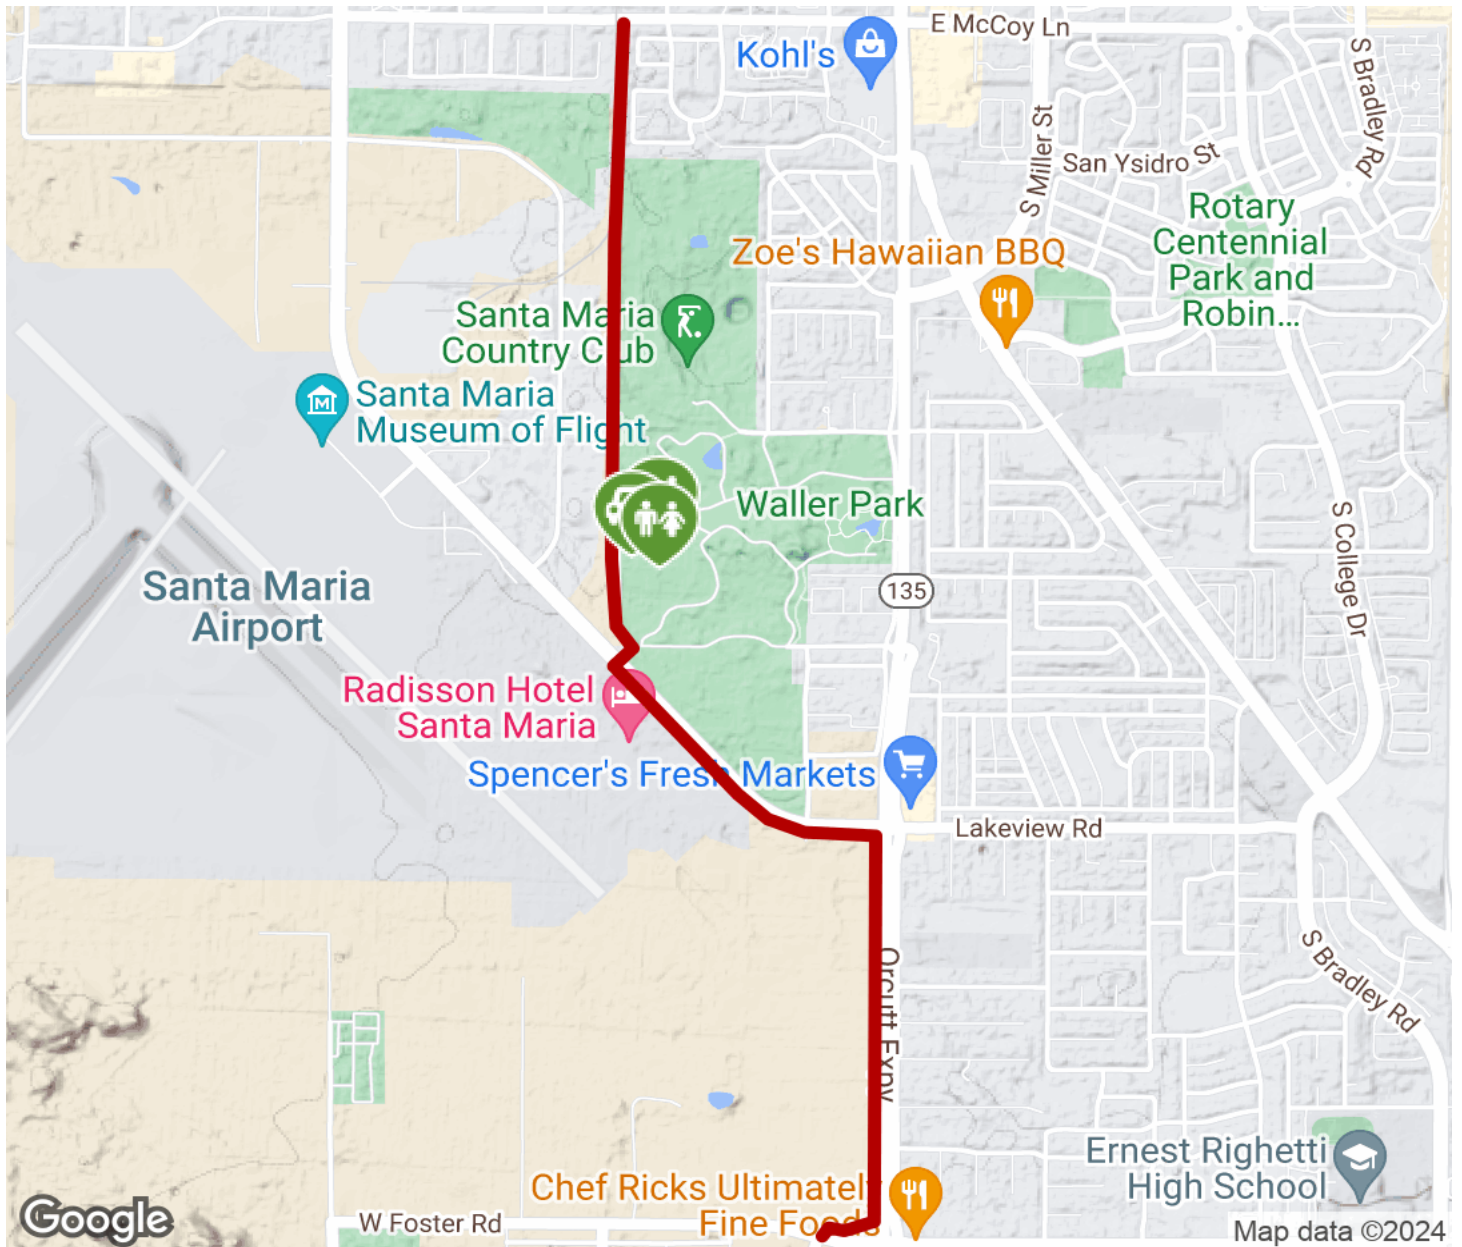 E McCoy Ln
Kohl's
S Bradley Rd
S Miller St
San Ysidro St
Rotary
Centennial
Park and
Robin...
Zoe's Hawaiian BBQ
Santa Maria
Country Club
Santa Maria
Museum of Flight
Waller Park
S College Dr
Santa Maria
Airport
135
Radisson Hotel
Santa Maria
Spencer's Fresh Markets
Lakeview Rd
Orcutt Expy
S Bradley Rd
Ernest Righetti
High School
Chef Ricks Ultimately
Fine Foods
W Foster Rd
Google
Map data ©2024